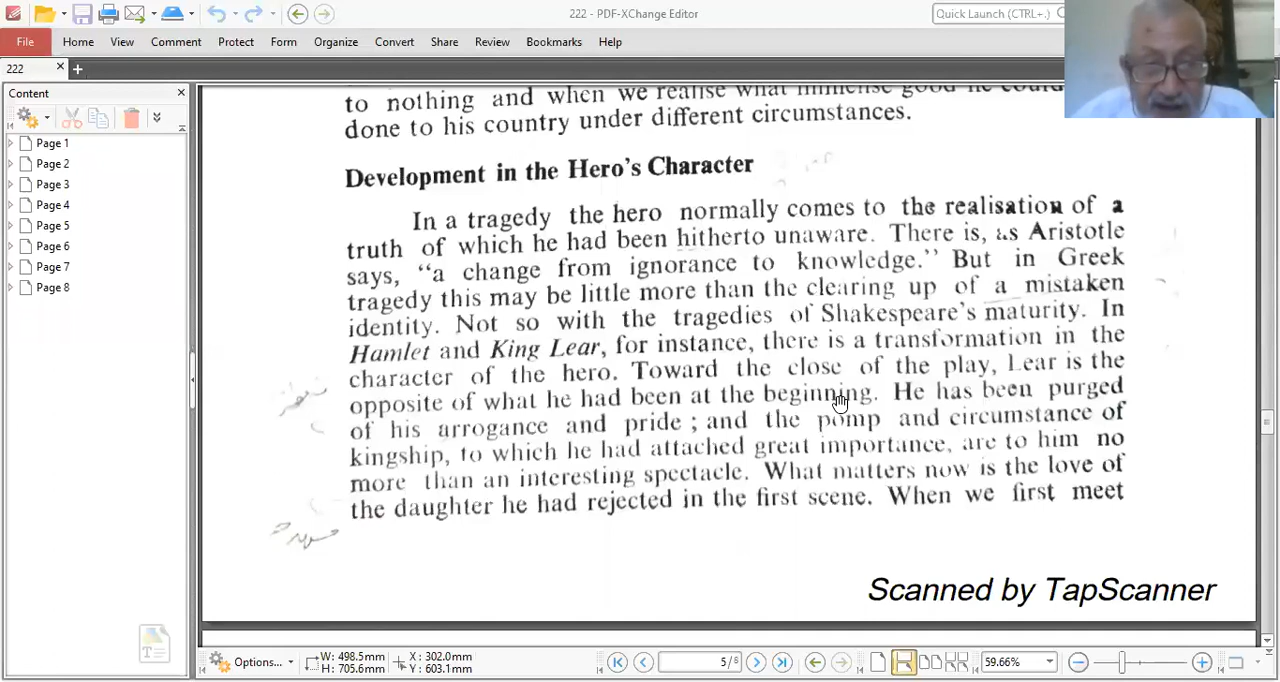 222 - PDF-XChange Editor
Quick Launch (CTRL+.)
File Home View Comment Protect Form Organize Convert Share Review Bookmarks Help
222
Content
Page 1
Page 2
Page 3
Page 4
Page 5
Page 6
Page 7
Page 8
to nothing and when we realise what immense good he
done to his country under different circumstances.
Development in the Hero's Character
In a tragedy the hero normally comes to the realisation of a
truth of which he had been hitherto unaware. There is, as Aristotle
says, "a change from ignorance to knowledge." But in Greek
tragedy this may be little more than the clearing up of a mistaken
identity. Not so with the tragedies of Shakespeare's maturity. In
Hamlet and King Lear, for instance, there is a transformation in the
character of the hero. Toward the close of the play, Lear is the
opposite of what he had been at the beginning. He has been purged
of his arrogance and pride ; and the pomp and circumstance of
kingship, to which he had attached great importance, are to him no
more than an interesting spectacle. What matters now is the love of
the daughter he had rejected in the first scene. When we first meet
Scanned by TapScanner
Options...
W: 498.5mm
H: 705.6mm
X: 302.0mm
Y: 603.1mm
59.66%